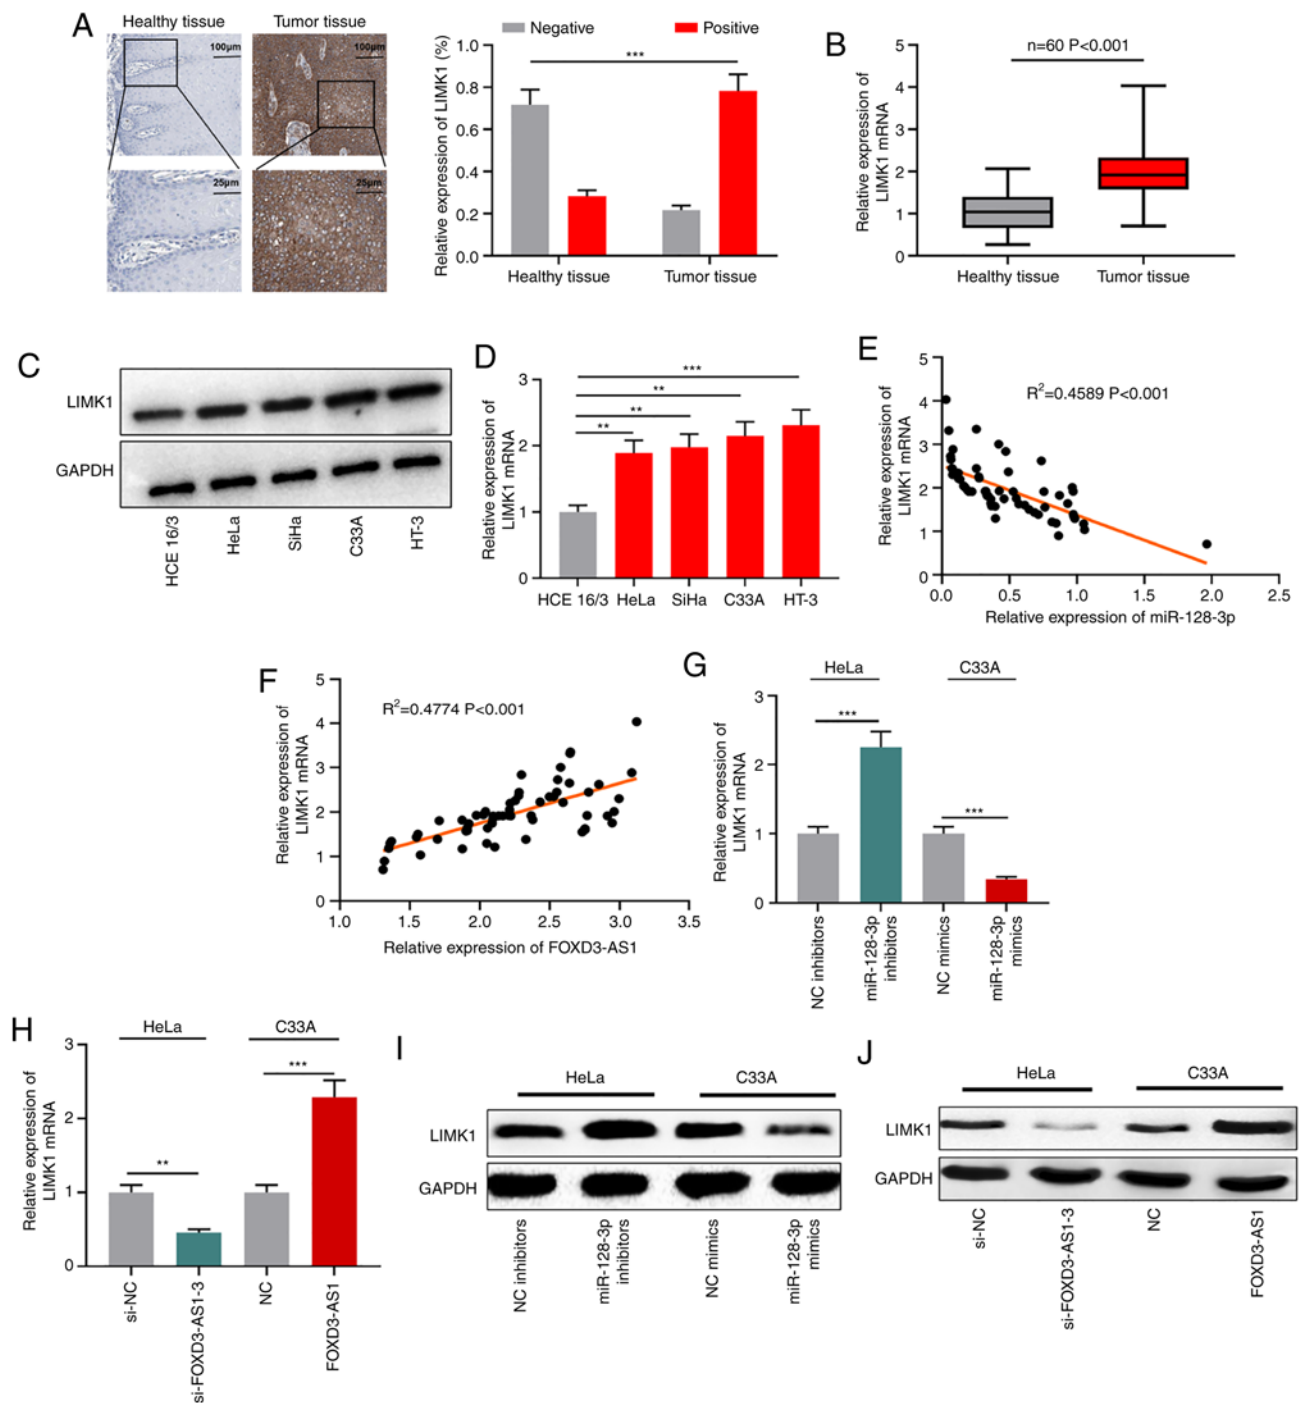 A
Healthy tissue
Tumor tissue
100μm
100μm
25μm
25μm
Negative
Positive
Relative expression of LIMK1 (%)
1.0
0.8
0.6
0.4
0.2
0.0
***
Healthy tissue
Tumor tissue
B
n=60 P<0.001
Relative expression of
LIMK1 mRNA
5
4
3
2
1
0
Healthy tissue
Tumor tissue
C
LIMK1
GAPDH
HCE 16/3
HeLa
SiHa
C33A
HT-3
D
Relative expression of
LIMK1 mRNA
3
2
1
0
***
**
**
**
HCE 16/3
HeLa
SiHa
C33A
HT-3
E
Relative expression of
LIMK1 mRNA
5
4
3
2
1
0
R²=0.4589 P<0.001
0.0
0.5
1.0
1.5
2.0
2.5
Relative expression of miR-128-3p
F
Relative expression of
LIMK1 mRNA
5
4
3
2
1
0
R²=0.4774 P<0.001
1.0
1.5
2.0
2.5
3.0
3.5
Relative expression of FOXD3-AS1
G
HeLa
C33A
Relative expression of
LIMK1 mRNA
3
2
1
0
***
***
NC inhibitors
miR-128-3p
inhibitors
NC mimics
miR-128-3p
mimics
H
HeLa
C33A
Relative expression of
LIMK1 mRNA
3
2
1
0
**
***
si-NC
si-FOXD3-AS1-3
NC
FOXD3-AS1
I
HeLa
C33A
LIMK1
GAPDH
NC inhibitors
miR-128-3p
inhibitors
NC mimics
miR-128-3p
mimics
J
HeLa
C33A
LIMK1
GAPDH
si-NC
si-FOXD3-AS1-3
NC
FOXD3-AS1